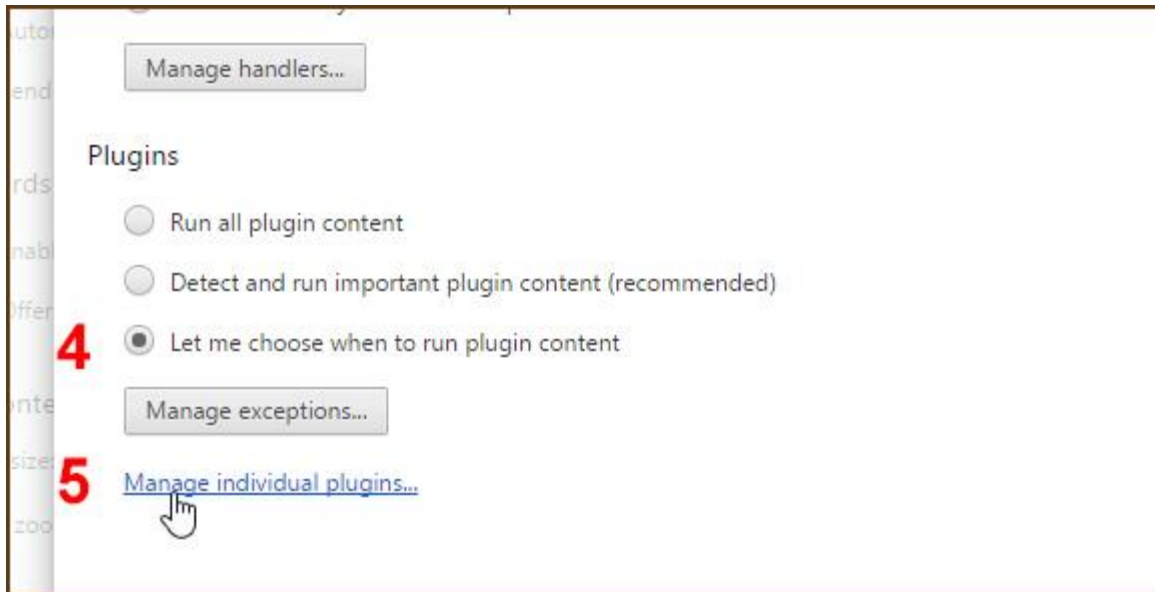 Manage handlers...
Plugins
Run all plugin content
Detect and run important plugin content (recommended)
4 Let me choose when to run plugin content
Manage exceptions...
5 Manage individual plugins...